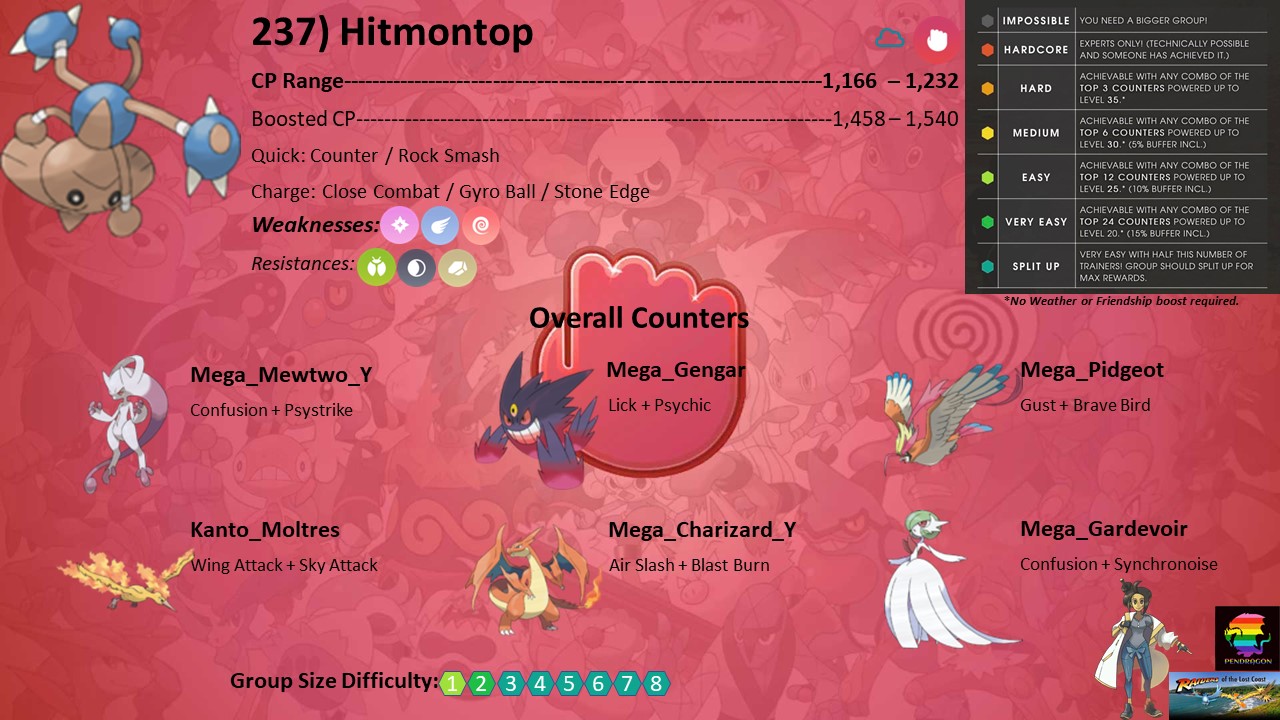 237) Hitmontop
CP Range------------------------------------------------------------------1,166 – 1,232
Boosted CP------------------------------------------------------------------1,458 – 1,540
Quick: Counter / Rock Smash
Charge: Close Combat / Gyro Ball / Stone Edge
Weaknesses:
Resistances:
IMPOSSIBLE YOU NEED A BIGGER GROUP!
HARDCORE EXPERTS ONLY! (TECHNICALLY POSSIBLE
AND SOMEONE HAS ACHIEVED IT.)
HARD ACHIEVABLE WITH ANY COMBO OF THE
TOP 3 COUNTERS POWERED UP TO
LEVEL 35.*
MEDIUM ACHIEVABLE WITH ANY COMBO OF THE
TOP 6 COUNTERS POWERED UP TO
LEVEL 30.* (5% BUFFER INCL.)
EASY ACHIEVABLE WITH ANY COMBO OF THE
TOP 12 COUNTERS POWERED UP TO
LEVEL 25.* (10% BUFFER INCL.)
VERY EASY ACHIEVABLE WITH ANY COMBO OF THE
TOP 24 COUNTERS POWERED UP TO
LEVEL 20.* (15% BUFFER INCL.)
SPLIT UP VERY EASY WITH HALF THIS NUMBER OF
TRAINERS! GROUP SHOULD SPLIT UP FOR
MAX REWARDS.
*No Weather or Friendship boost required.
Overall Counters
Mega_Mewtwo_Y
Confusion + Psystrike
Mega_Gengar
Lick + Psychic
Mega_Pidgeot
Gust + Brave Bird
Kanto_Moltres
Wing Attack + Sky Attack
Mega_Charizard_Y
Air Slash + Blast Burn
Mega_Gardevoir
Confusion + Synchronoise
Group Size Difficulty: 1 2 3 4 5 6 7 8
PENDRAGON
RAIDERS of the Lost Coast